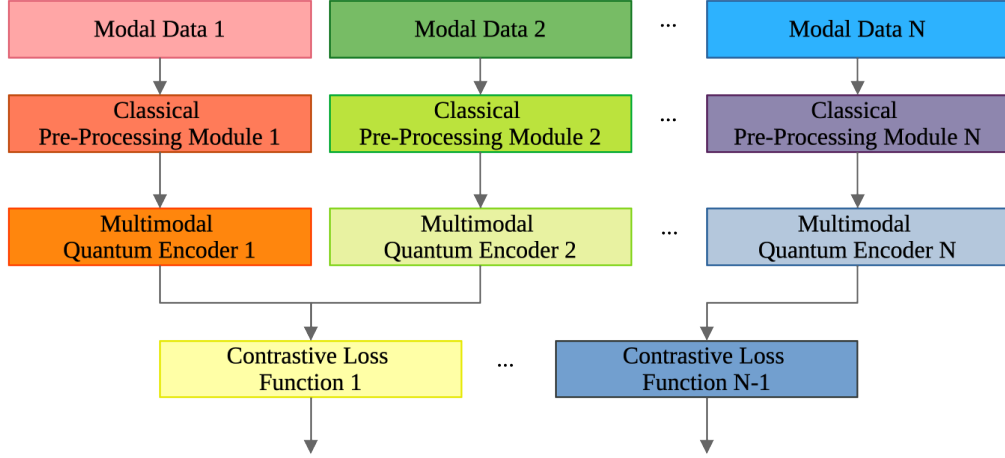 Modal Data 1
Modal Data 2
...
Modal Data N
Classical
Pre-Processing Module 1
Classical
Pre-Processing Module 2
...
Classical
Pre-Processing Module N
Multimodal
Quantum Encoder 1
Multimodal
Quantum Encoder 2
...
Multimodal
Quantum Encoder N
Contrastive Loss
Function 1
...
Contrastive Loss
Function N-1